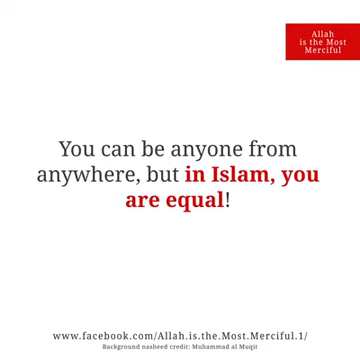 Allah
is the Most
Merciful
You can be anyone from
anywhere, but in Islam, you
are equal!
www.facebook.com/Allah.is.the.Most.Merciful.1/
Background nasheed credit: Muhammad al Muqit